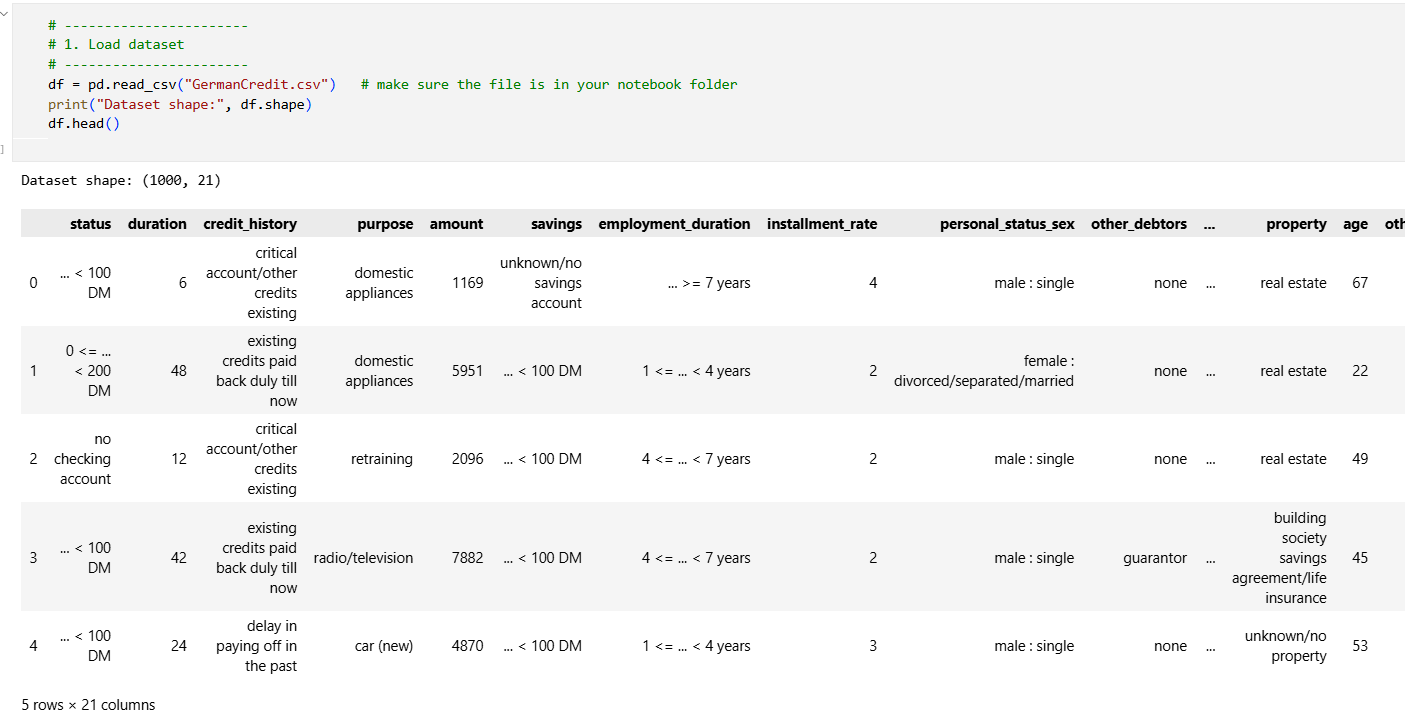 # -----------------------
# 1. Load dataset
# -----------------------
df = pd.read_csv("GermanCredit.csv")   # make sure the file is in your notebook folder
print("Dataset shape:", df.shape)
df.head()
]
Dataset shape: (1000, 21)
status duration credit_history purpose amount savings employment_duration installment_rate personal_status_sex other_debtors ... property age oth
0 ... < 100 DM 6 critical account/other credits existing domestic appliances 1169 unknown/no savings account ... >= 7 years 4 male : single none ... real estate 67
1 0 <= ... < 200 DM 48 existing credits paid back duly till now domestic appliances 5951 ... < 100 DM 1 <= ... < 4 years 2 female : divorced/separated/married none ... real estate 22
2 no checking account 12 critical account/other credits existing retraining 2096 ... < 100 DM 4 <= ... < 7 years 2 male : single none ... real estate 49
3 ... < 100 DM 42 existing credits paid back duly till now radio/television 7882 ... < 100 DM 4 <= ... < 7 years 2 male : single guarantor ... building society savings agreement/life insurance 45
4 ... < 100 DM 24 delay in paying off in the past car (new) 4870 ... < 100 DM 1 <= ... < 4 years 3 male : single none ... unknown/no property 53
5 rows × 21 columns